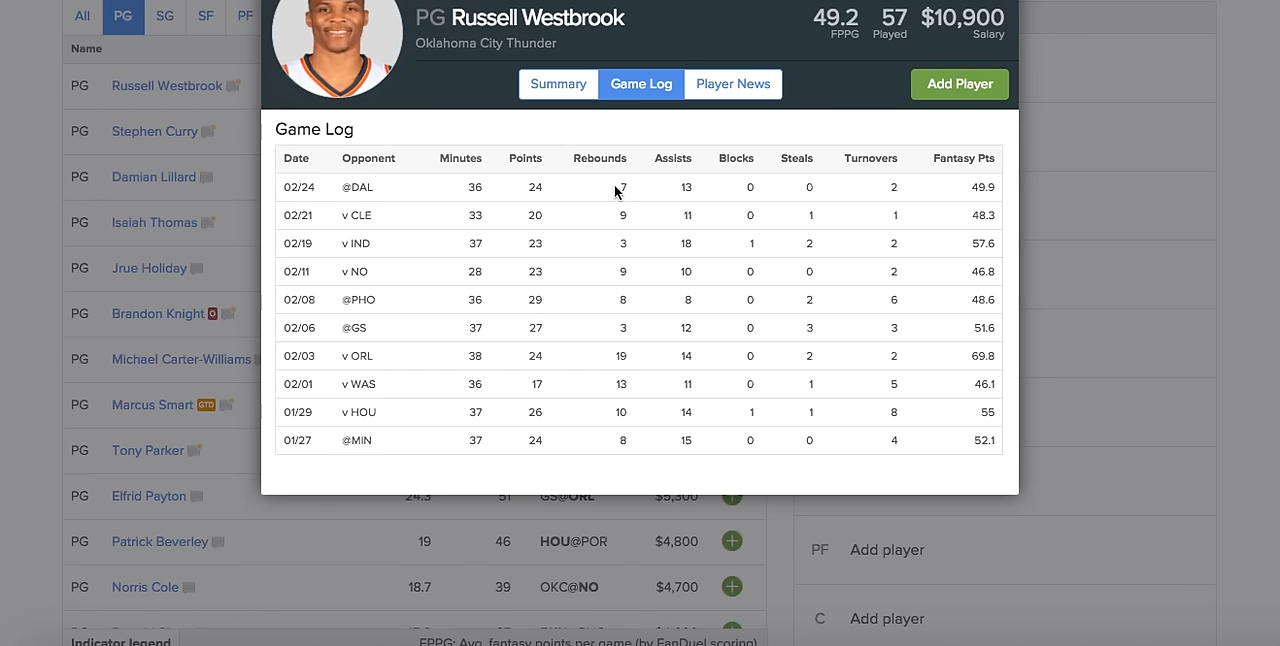 All PG SG SF PF
PG Russell Westbrook 49.2 57 $10,900
FPPG Played Salary
Oklahoma City Thunder
Name
Summary Game Log Player News Add Player
PG Russell Westbrook
PG Stephen Curry
PG Damian Lillard
PG Isaiah Thomas
PG Jrue Holiday
PG Brandon Knight O
PG Michael Carter-Williams
PG Marcus Smart GTD
PG Tony Parker
Game Log
Date Opponent Minutes Points Rebounds Assists Blocks Steals Turnovers Fantasy Pts
02/24 @DAL 36 24 7 13 0 0 2 49.9
02/21 v CLE 33 20 9 11 0 1 1 48.3
02/19 v IND 37 23 3 18 1 2 2 57.6
02/11 v NO 28 23 9 10 0 0 2 46.8
02/08 @PHO 36 29 8 8 0 2 6 48.6
02/06 @GS 37 27 3 12 0 3 3 51.6
02/03 v ORL 38 24 19 14 0 2 2 69.8
02/01 v WAS 36 17 13 11 0 1 5 46.1
01/29 v HOU 37 26 10 14 1 1 8 55
01/27 @MIN 37 24 8 15 0 0 4 52.1
PG Elfrid Payton 24.3 51 GS@ORL $5,300
PG Patrick Beverley 19 46 HOU@POR $4,800
PG Norris Cole 18.7 39 OKC@NO $4,700
PF Add player
C Add player
Indicator legend FPPG: Avg. fantasy points per game (by FanDuel scoring)